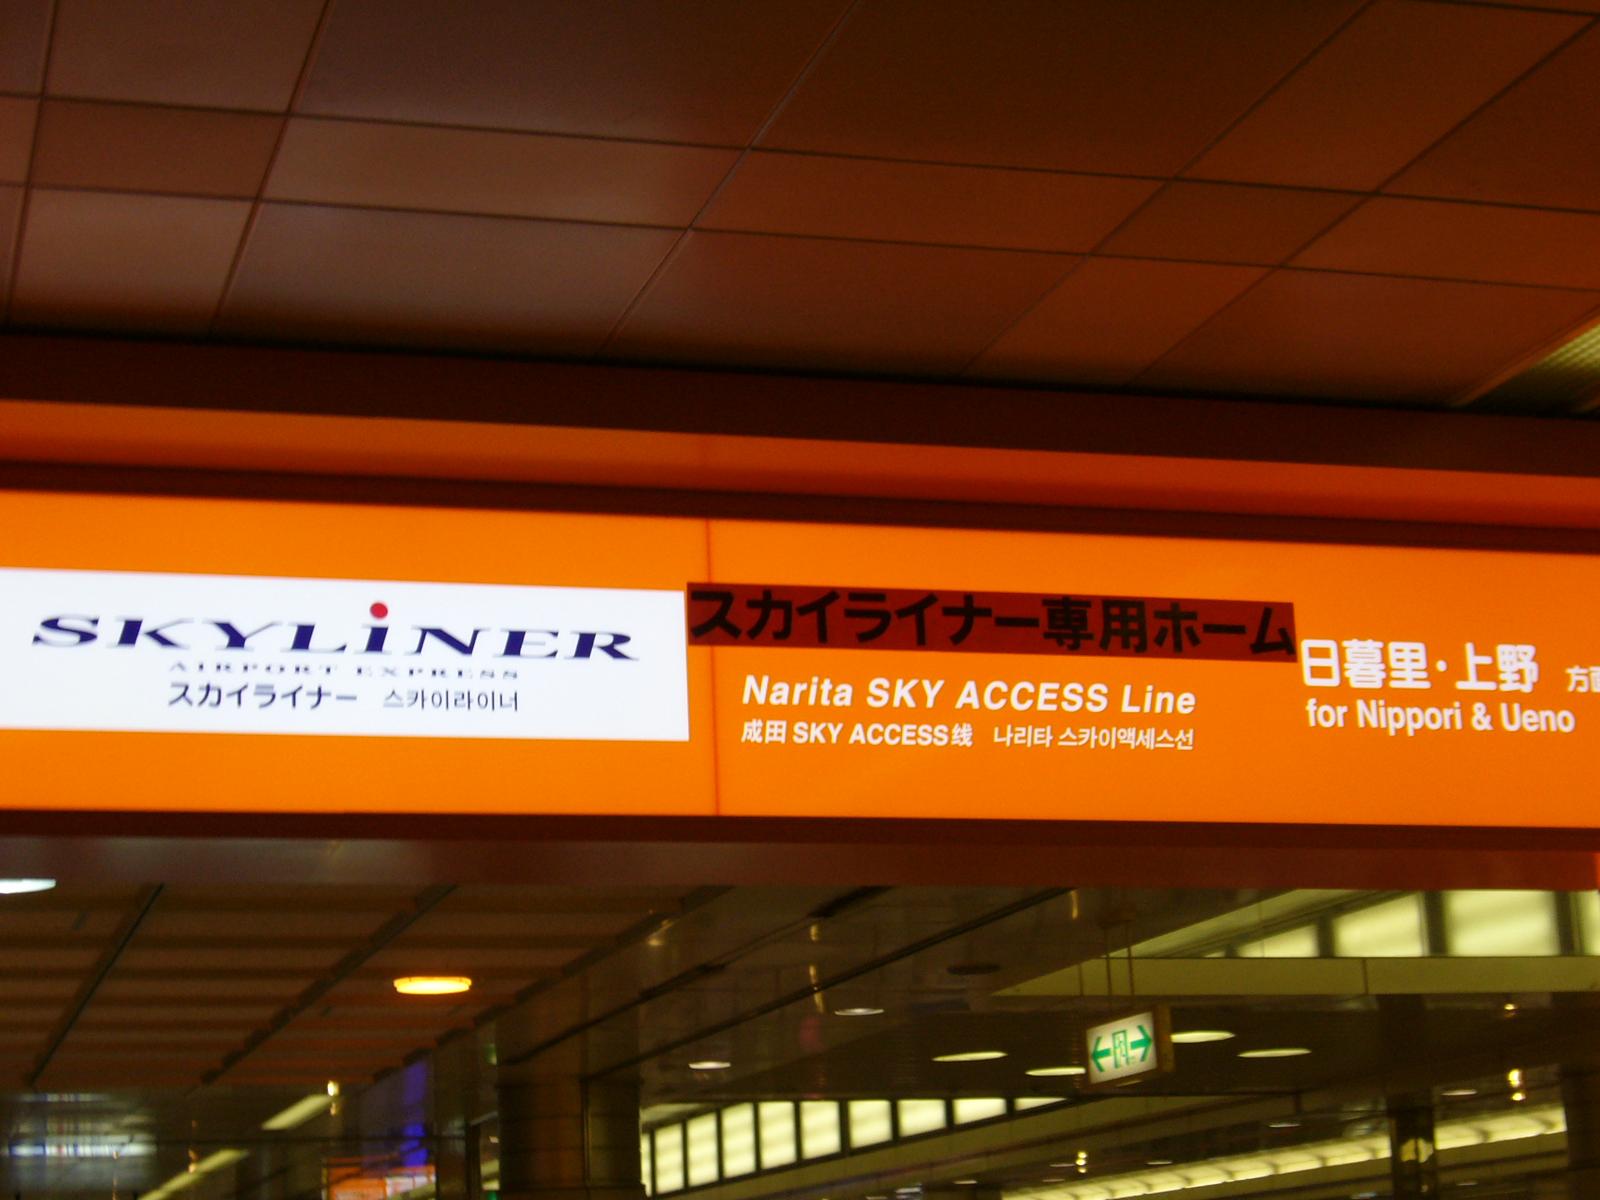 SKYLiNER
AIRPORT EXPRESS
スカイライナー 스카이라이너
スカイライナー専用ホーム
Narita SKY ACCESS Line
成田 SKY ACCESS线 나리타 스카이액세스선
日暮里・上野 方面
for Nippori & Ueno